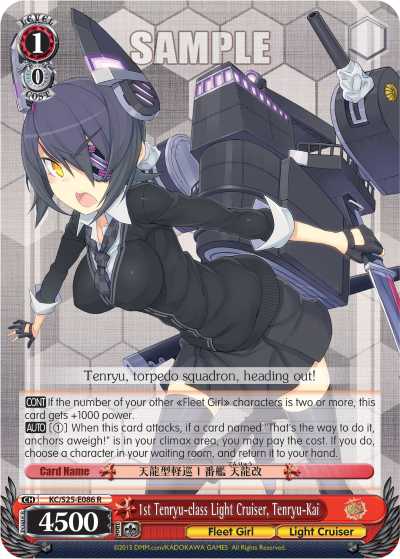 LEVEL
1
0
COST
SAMPLE
Tenryu, torpedo squadron, heading out!
CONT If the number of your other «Fleet Girl» characters is two or more, this
card gets +1000 power.
AUTO [①] When this card attacks, if a card named "That's the way to do it,
anchors aweigh!" is in your climax area, you may pay the cost. If you do,
choose a character in your waiting room, and return it to your hand.
Card Name
天龍型軽巡1番艦 天龍改
CH KC/S25-E086 R
POWER
4500
SOUL
1st Tenryu-class Light Cruiser, Tenryu-Kai
Fleet Girl
Light Cruiser
©2013 DMM.com/KADOKAWA GAMES All Rights Reserved.